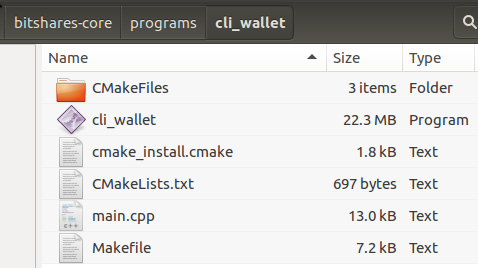 bitshares-core programs cli_wallet
Name Size Type
CMakeFiles 3 items Folder
cli_wallet 22.3 MB Program
cmake_install.cmake 1.8 kB Text
CMakeLists.txt 697 bytes Text
main.cpp 13.0 kB Text
Makefile 7.2 kB Text